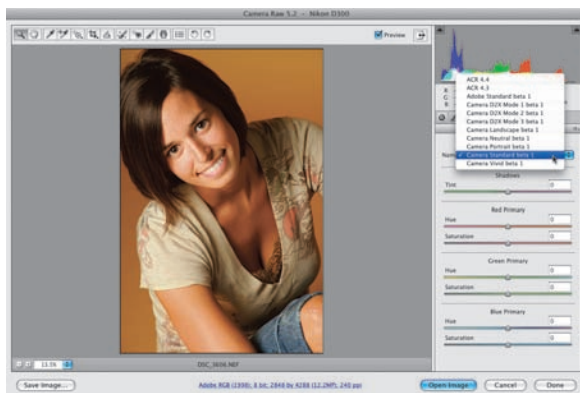 Camera Raw 5.2 – Nikon D300
Preview
ACR 4.4
ACR 4.3
Adobe Standard beta 1
Camera D2X Mode 1 beta 1
Camera D2X Mode 2 beta 1
Camera D2X Mode 3 beta 1
Camera Landscape beta 1
Camera Neutral beta 1
Camera Portrait beta 1
Camera Standard beta 1
Camera Vivid beta 1
Shadows
Tint 0
Red Primary
Hue 0
Saturation 0
Green Primary
Hue 0
Saturation 0
Blue Primary
Hue 0
Saturation 0
DSC_3606.NEF
Save Image...
Adobe RGB (1998); 8 bit; 2848 by 4288 (12.2MP); 240 ppi
Open Image
Cancel
Done